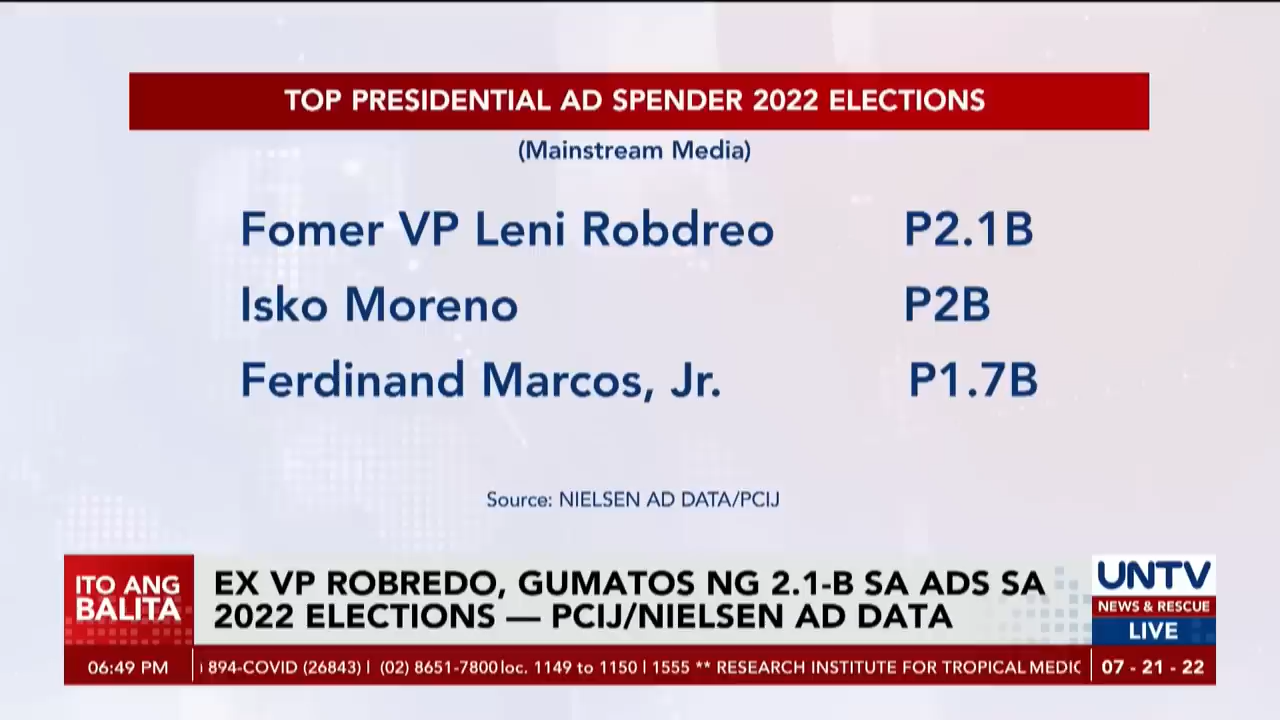 TOP PRESIDENTIAL AD SPENDER 2022 ELECTIONS
(Mainstream Media)
Fomer VP Leni Robdreo P2.1B
Isko Moreno P2B
Ferdinand Marcos, Jr. P1.7B
Source: NIELSEN AD DATA/PCIJ
ITO ANG
BALITA
EX VP ROBREDO, GUMATOS NG 2.1-B SA ADS SA
2022 ELECTIONS — PCIJ/NIELSEN AD DATA
UNTV
NEWS & RESCUE
LIVE
06:49 PM
894-COVID (26843) | (02) 8651-7800 loc. 1149 to 1150 | 1555 ** RESEARCH INSTITUTE FOR TROPICAL MEDIC
07 - 21 - 22